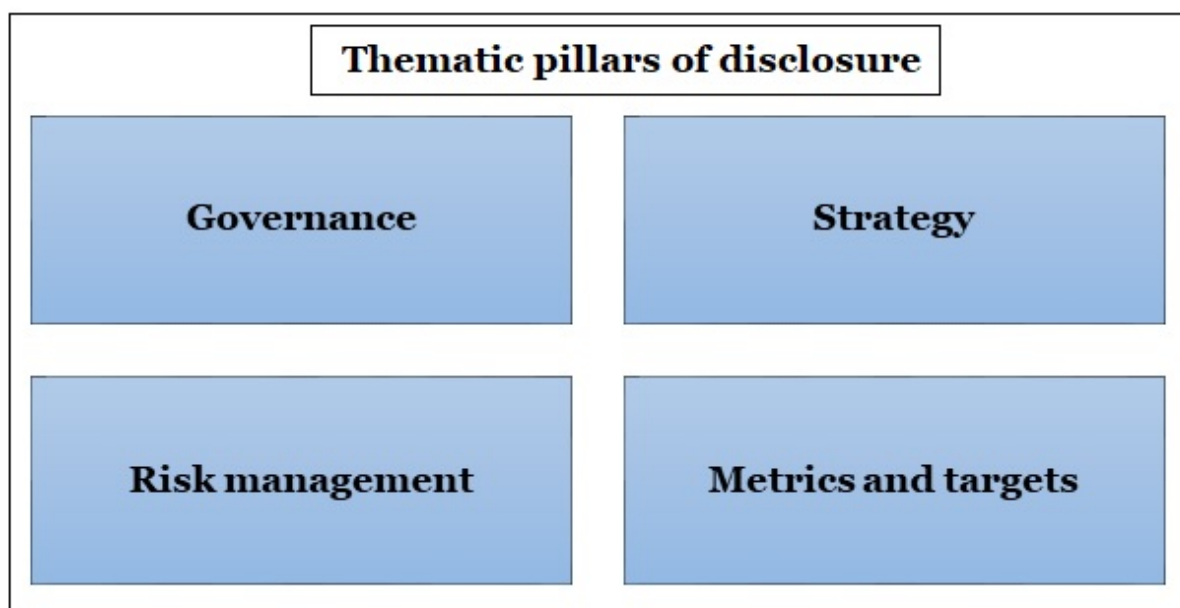 Thematic pillars of disclosure
Governance
Strategy
Risk management
Metrics and targets